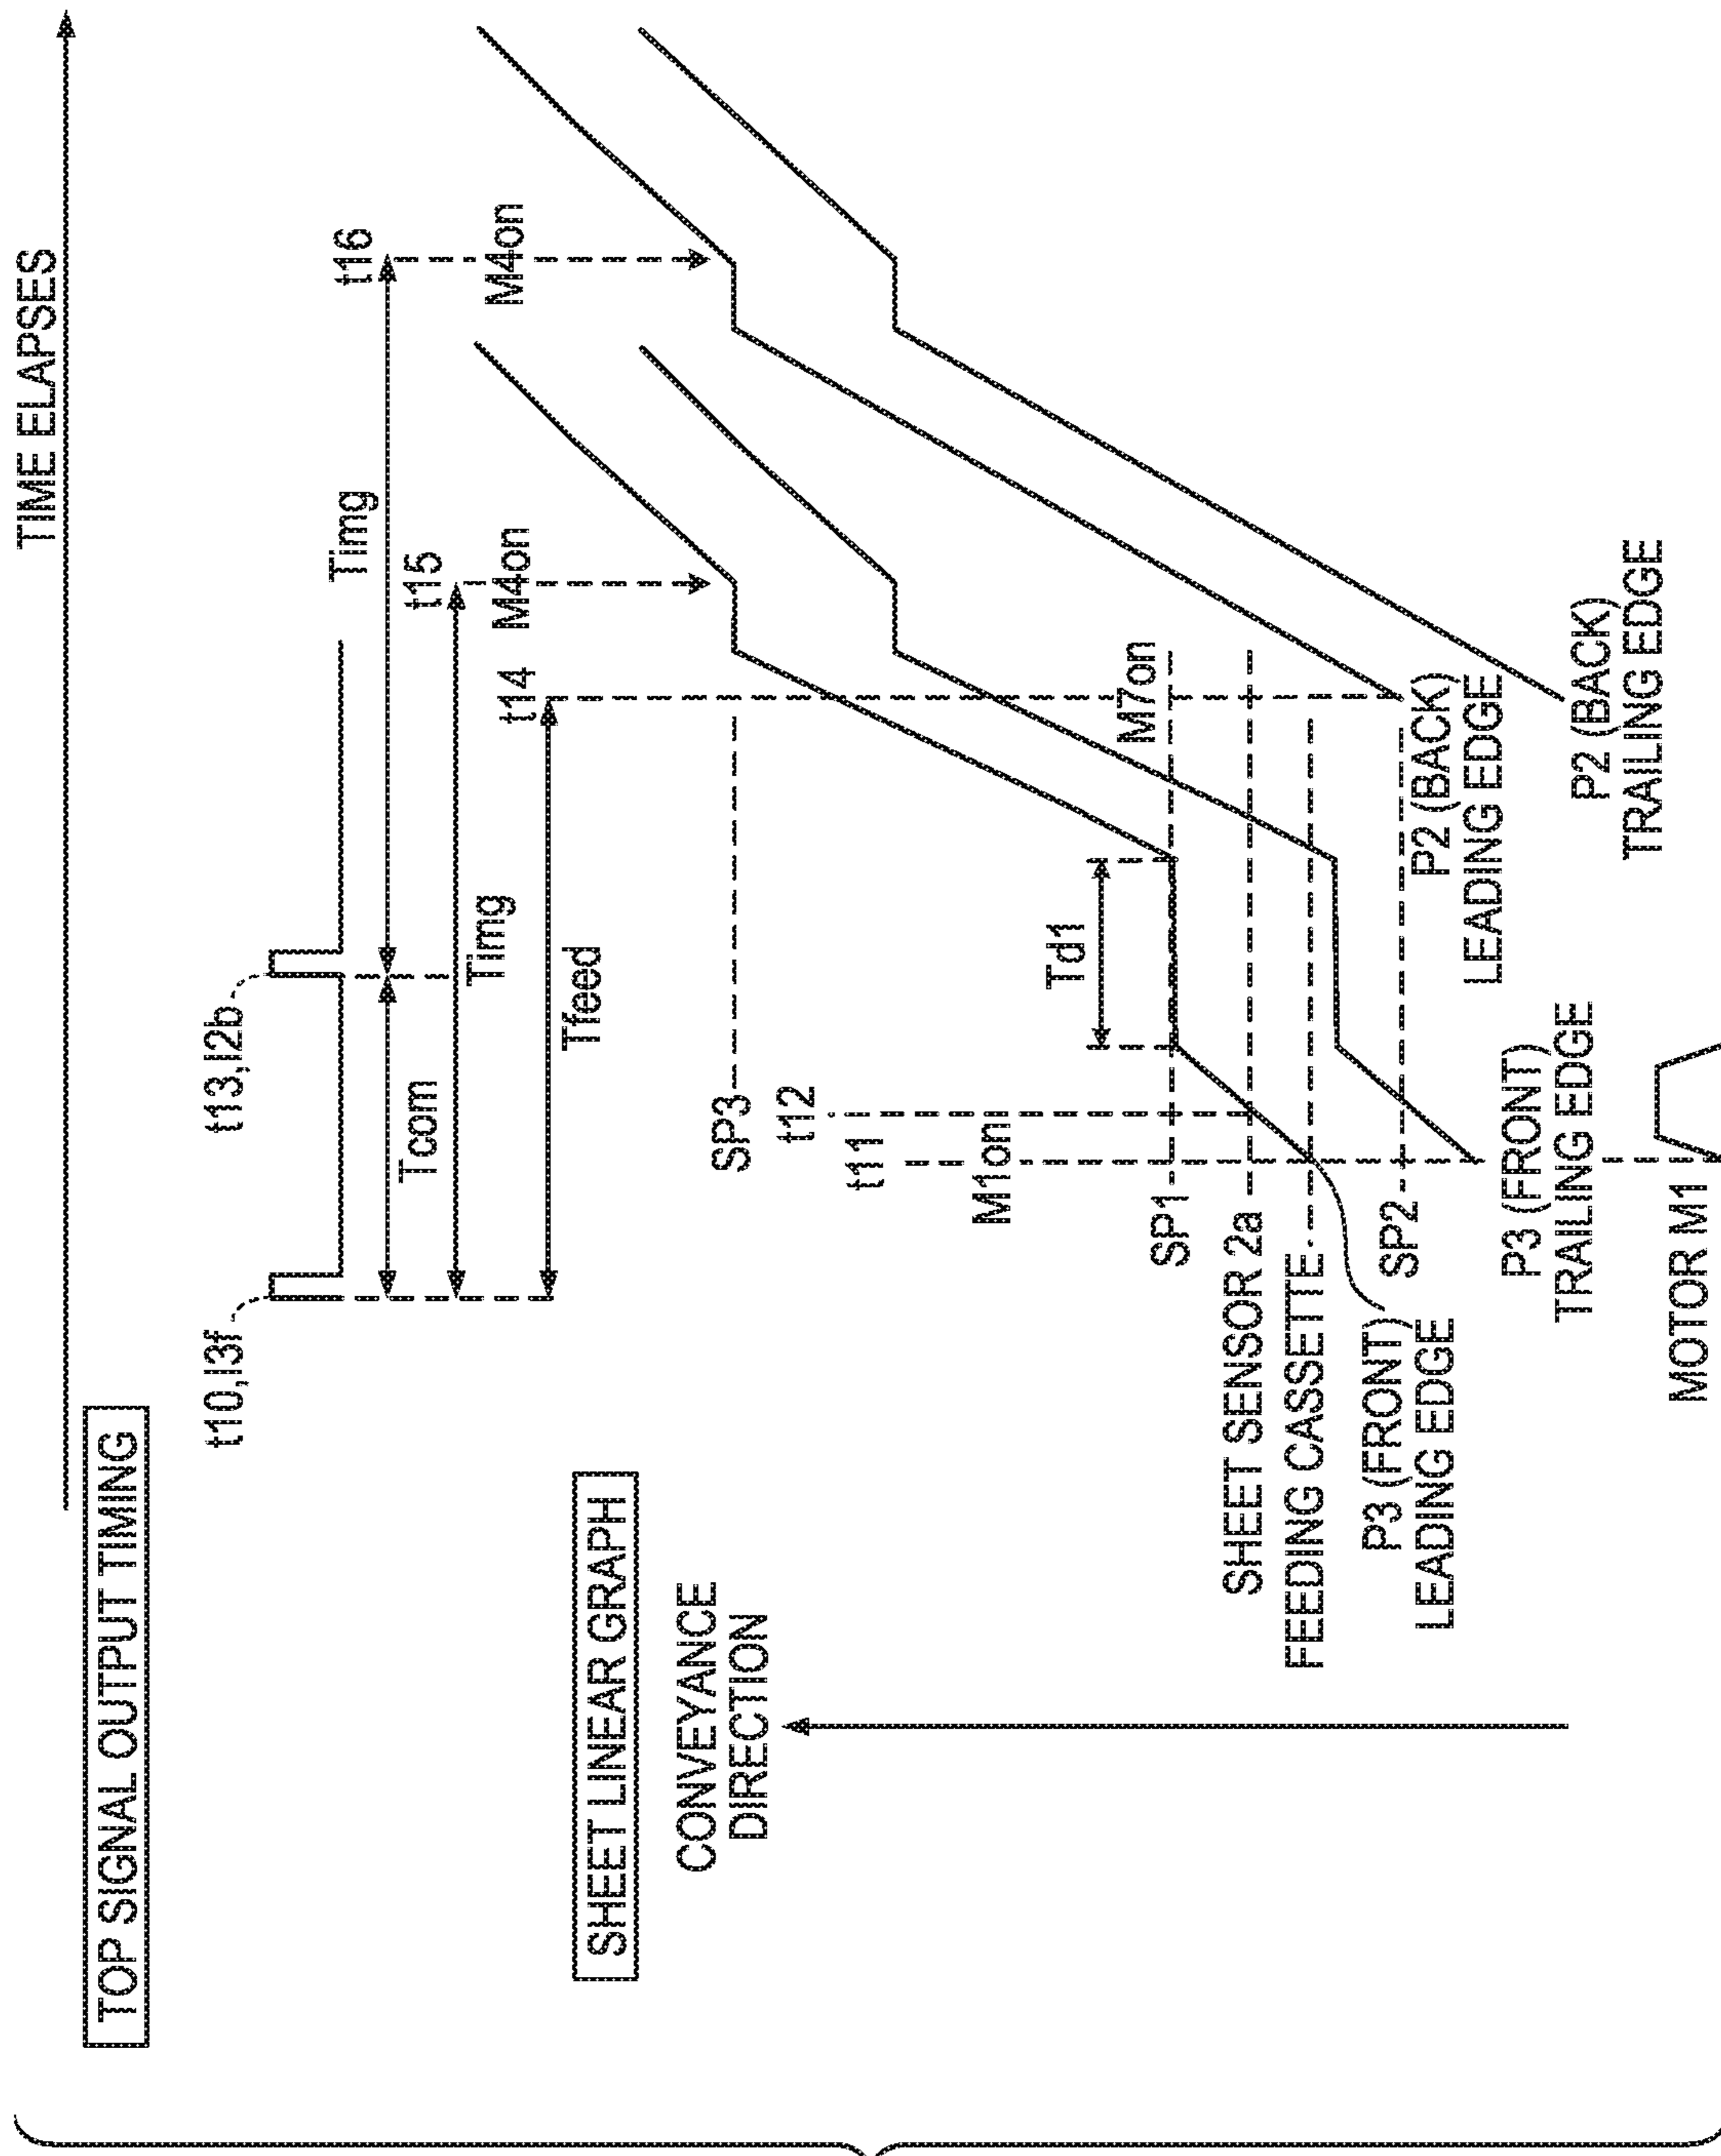 TIME ELAPSES
TOP SIGNAL OUTPUT TIMING
t10,I3f
t13,I2b
Tcom
Timg
t16
M4on
Timg
t15
M4on
Tfeed
t14
SHEET LINEAR GRAPH
CONVEYANCE
DIRECTION
SP3
t12
t11
M1on
Td1
M7on
SP1
SHEET SENSOR 2a
FEEDING CASSETTE
SP2
P3 (FRONT)
LEADING EDGE
P2 (BACK)
LEADING EDGE
P3 (FRONT)
TRAILING EDGE
P2 (BACK)
TRAILING EDGE
MOTOR M1